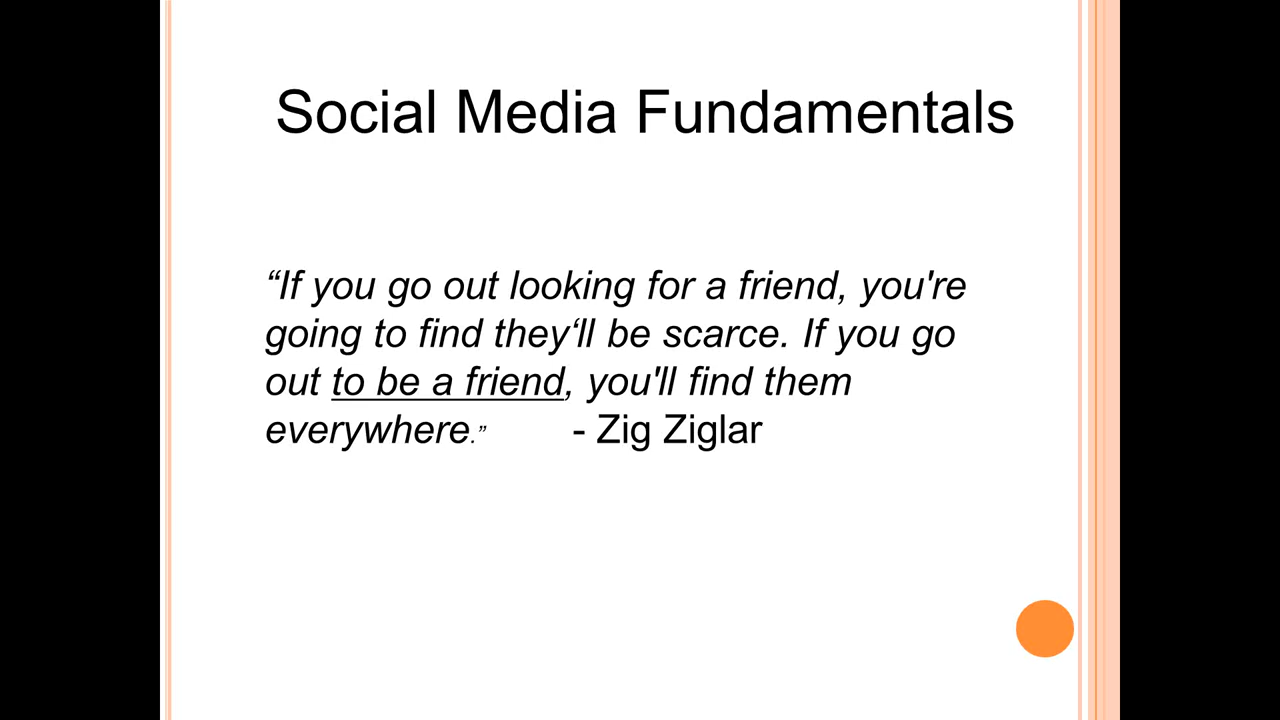 Social Media Fundamentals
“If you go out looking for a friend, you're
going to find they‘ll be scarce. If you go
out to be a friend, you'll find them
everywhere.” - Zig Ziglar